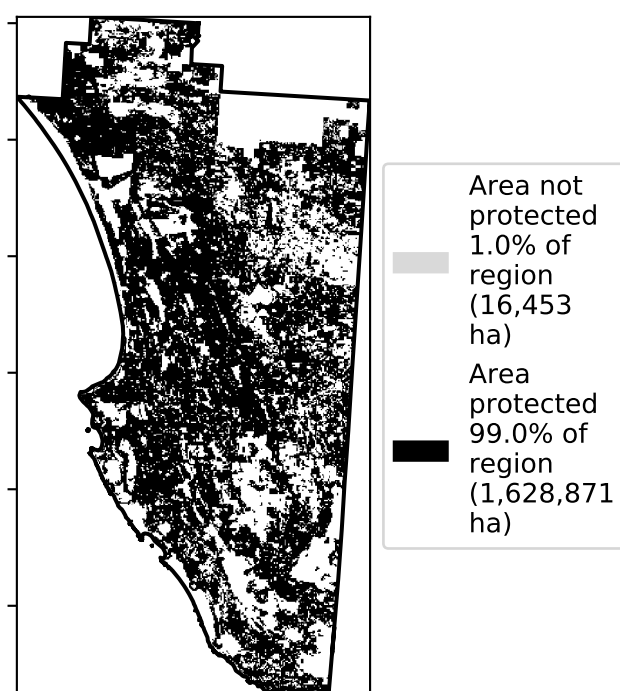 Area not
protected
1.0% of
region
(16,453
ha)
Area
protected
99.0% of
region
(1,628,871
ha)